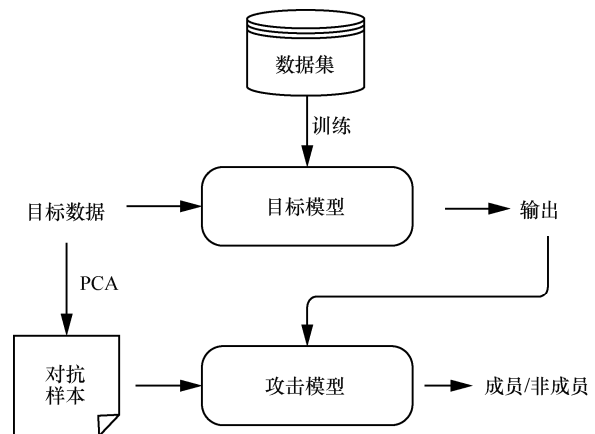 数据集
训练
目标数据
目标模型
输出
PCA
对抗
样本
攻击模型
成员/非成员